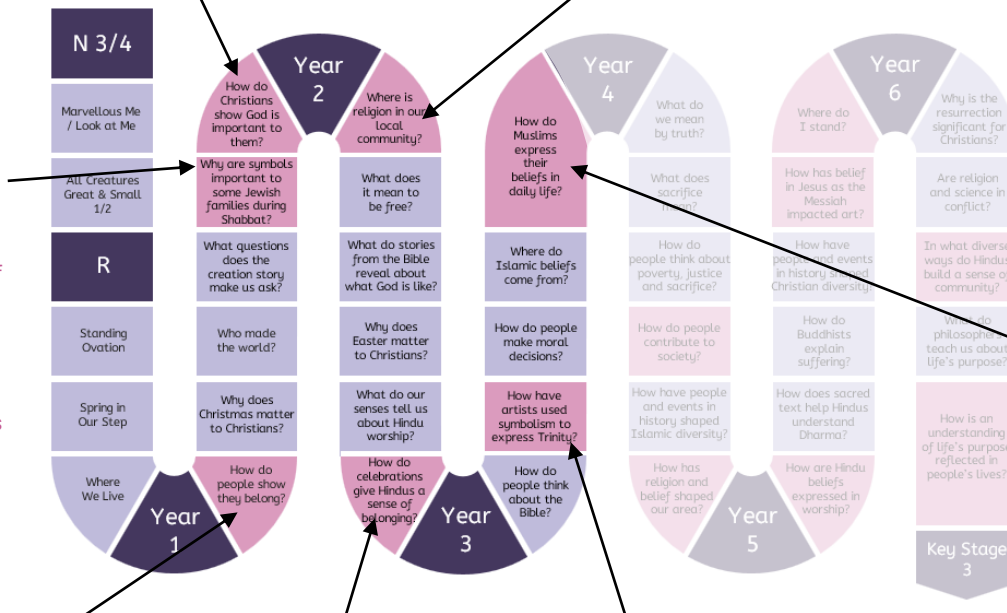 N 3/4
Marvellous Me
/ Look at Me
All Creatures
Great & Small
1/2
R
Standing
Ovation
Spring in
Our Step
Where
We Live
Year
1
How do
people show
they belong?
Why does
Christmas matter
to Christians?
Who made
the world?
What questions
does the
creation story
make us ask?
Why are symbols
important to
some Jewish
families during
Shabbat?
How do
Christians
show God is
important to
them?
Year
2
Where is
religion in our
local
community?
What does
it mean to
be free?
What do stories
from the Bible
reveal about
what God is like?
Why does
Easter matter
to Christians?
What do our
senses tell us
about Hindu
worship?
How do
celebrations
give Hindus a
sense of
belonging?
Year
3
How do
people think
about the
Bible?
How have
artists used
symbolism to
express Trinity?
How do people
make moral
decisions?
Where do
Islamic beliefs
come from?
How do
Muslims
express
their
beliefs in
daily life?
Year
4
What do
we mean
by truth?
What does
sacrifice
mean?
How do
people think about
poverty, justice
and sacrifice?
How do people
contribute to
society?
How have people
and events in
history shaped
Islamic diversity?
How has
religion and
belief shaped
our area?
Year
5
How are Hindu
beliefs
expressed in
worship?
How does sacred
text help Hindus
understand
Dharma?
How do
Buddhists
explain
suffering?
How have
people and events
in history shaped
Christian diversity?
How has belief
in Jesus as the
Messiah
impacted art?
Where do
I stand?
Year
6
Why is the
resurrection
significant for
Christians?
Are religion
and science in
conflict?
In what diverse
ways do Hindus
build a sense of
community?
What do
philosophers
teach us about
life's purpose?
How is an
understanding
of life's purpose
reflected in
people's lives?
Key Stage
3